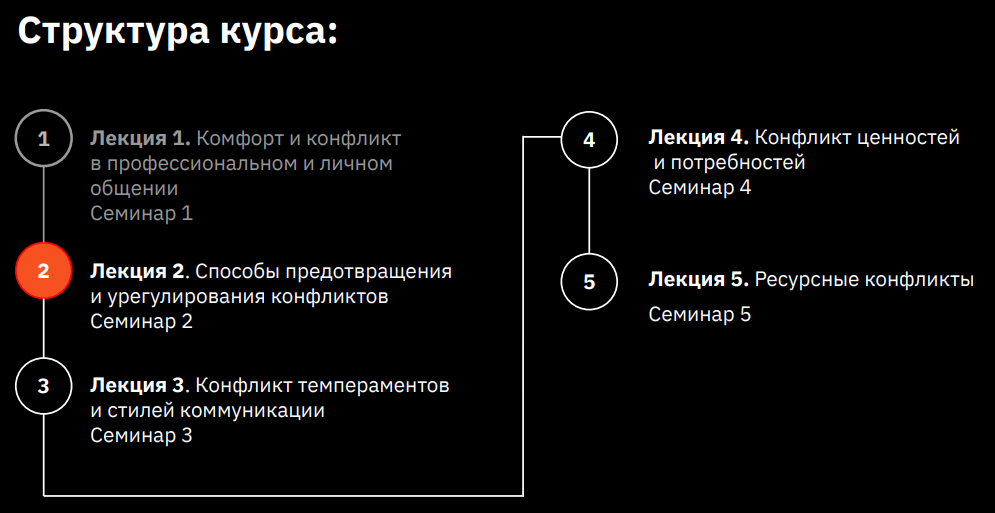 Структура курса:
1
Лекция 1. Комфорт и конфликт
в профессиональном и личном
общении
Семинар 1
2
Лекция 2. Способы предотвращения
и урегулирования конфликтов
Семинар 2
3
Лекция 3. Конфликт темпераментов
и стилей коммуникации
Семинар 3
4
Лекция 4. Конфликт ценностей
и потребностей
Семинар 4
5
Лекция 5. Ресурсные конфликты
Семинар 5